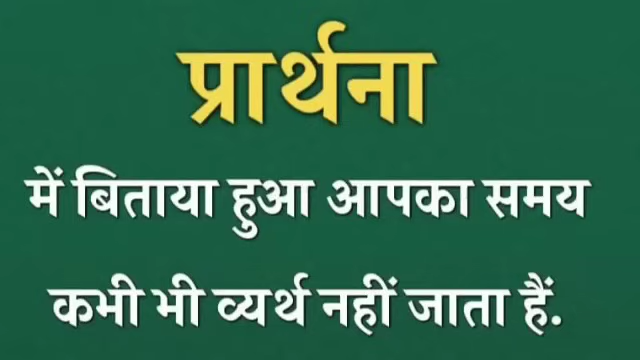 प्रार्थना
में बिताया हुआ आपका समय
कभी भी व्यर्थ नहीं जाता हैं.